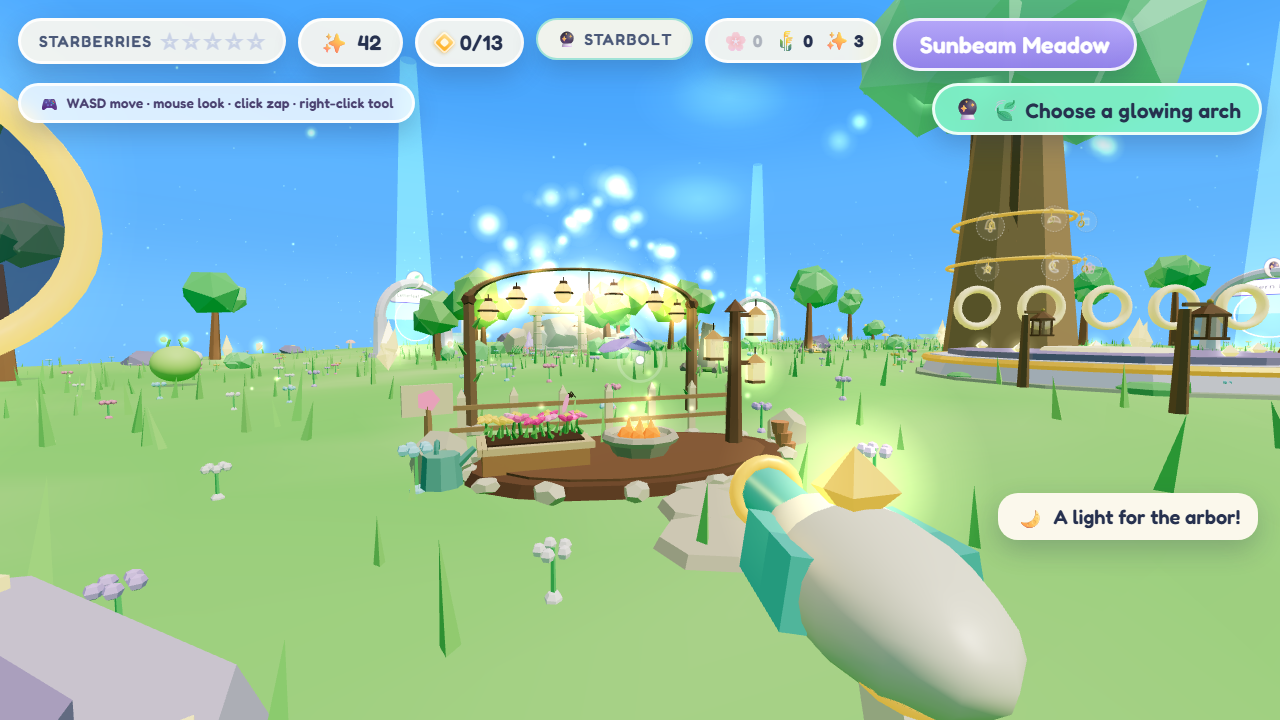 STARBERRIES
42
0/13
STARBOLT
0 0 3
Sunbeam Meadow
WASD move · mouse look · click zap · right-click tool
Choose a glowing arch
A light for the arbor!